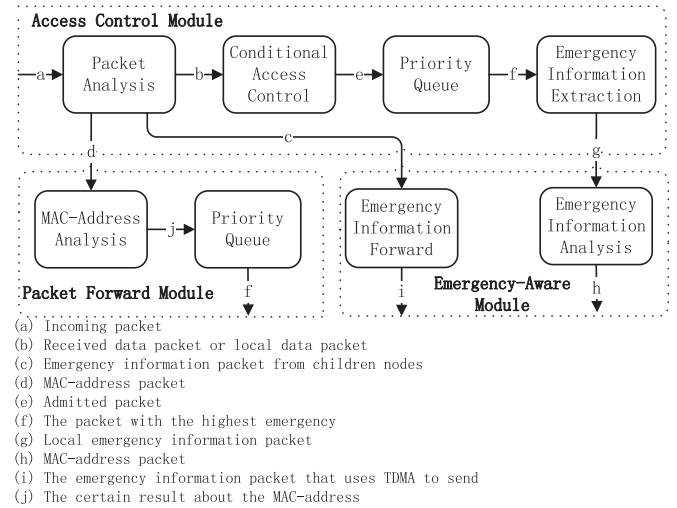 Access Control Module
a
Packet
Analysis
b
Conditional
Access
Control
e
Priority
Queue
f
Emergency
Information
Extraction
c
d
g
MAC-Address
Analysis
j
Priority
Queue
Emergency
Information
Forward
Emergency
Information
Analysis
Packet Forward Module
f
i
Emergency-Aware
Module
h
(a) Incoming packet
(b) Received data packet or local data packet
(c) Emergency information packet from children nodes
(d) MAC-address packet
(e) Admitted packet
(f) The packet with the highest emergency
(g) Local emergency information packet
(h) MAC-address packet
(i) The emergency information packet that uses TDMA to send
(j) The certain result about the MAC-address